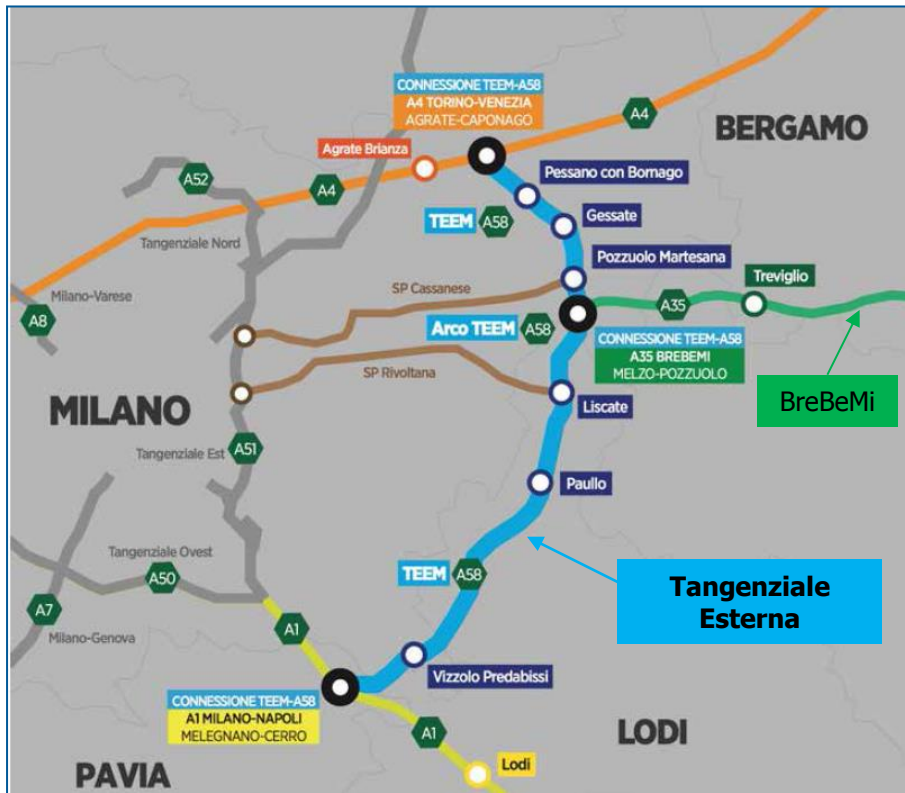 CONNESSIONE TEEM-A58
A4 TORINO-VENEZIA
AGRATE-CAPONAGO
A4
BERGAMO
Agrate Brianza
A52
A4
Pessano con Bornago
TEEM
A58
Gessate
Tangenziale Nord
Pozzuolo Martesana
SP Cassanese
Treviglio
Milano-Varese
A8
A35
Arco TEEM
A58
CONNESSIONE TEEM-A58
A35 BREBEMI
MELZO-POZZUOLO
SP Rivoltana
BreBeMi
MILANO
Liscate
A51
Tangenziale Est
Paullo
Tangenziale Ovest
A50
TEEM
A58
Tangenziale
Esterna
A7
Milano-Genova
A1
Vizzolo Predabissi
CONNESSIONE TEEM-A58
A1 MILANO-NAPOLI
MELEGNANO-CERRO
A1
LODI
Lodi
PAVIA